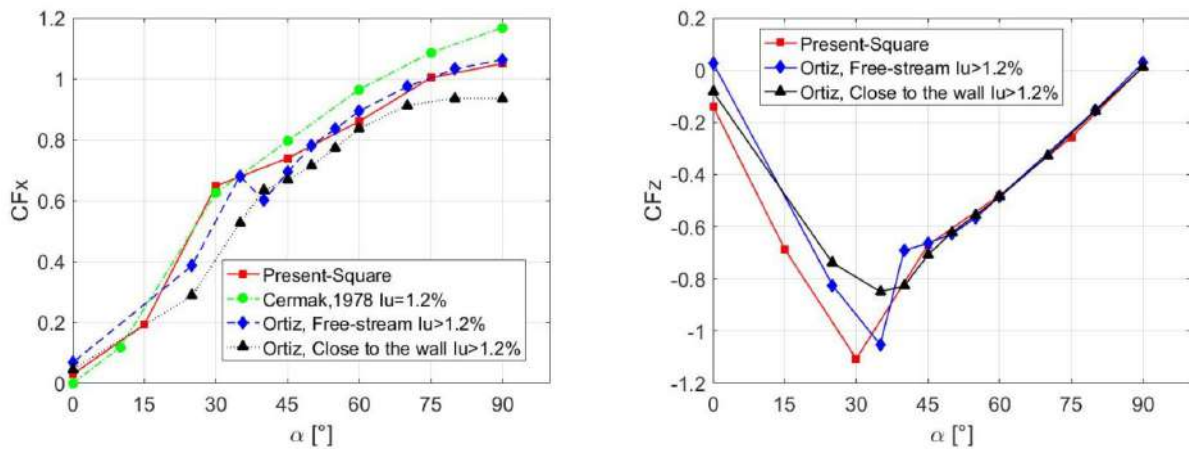 1.2
1
0.8
0.6
0.4
0.2
0
CFx
Present-Square
Cermak,1978 Iu=1.2%
Ortiz, Free-stream Iu>1.2%
Ortiz, Close to the wall Iu>1.2%
0 15 30 45 60 75 90
α [°]
0.2
0
-0.2
-0.4
-0.6
-0.8
-1
-1.2
CFz
Present-Square
Ortiz, Free-stream Iu>1.2%
Ortiz, Close to the wall Iu>1.2%
0 15 30 45 60 75 90
α [°]